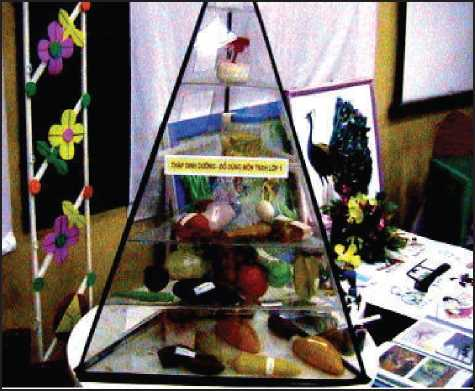 THÁP DINH DƯỠNG - ĐỒ DÙNG MÔN TNXH LỚP 1